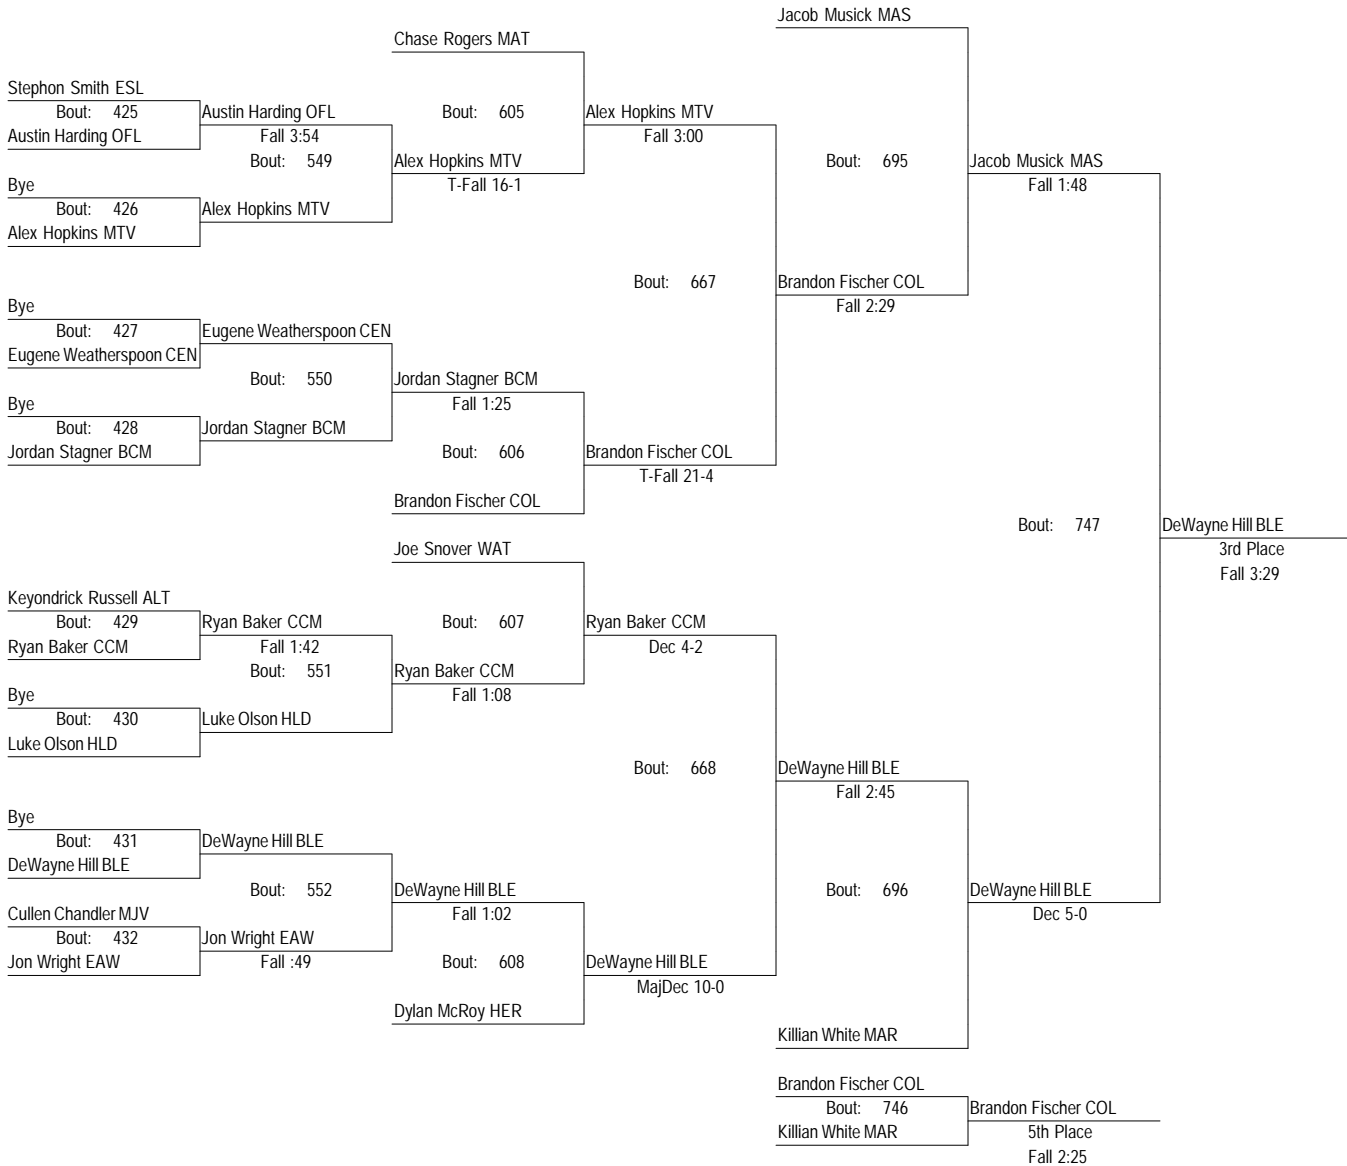 Jacob Musick MAS
Chase Rogers MAT
Stephon Smith ESL
Bout: 425
Austin Harding OFL
Bout: 605
Alex Hopkins MTV
Austin Harding OFL
Fall 3:54
Fall 3:00
Bout: 549
Alex Hopkins MTV
Bout: 695
Jacob Musick MAS
Bye
T-Fall 16-1
Fall 1:48
Bout: 426
Alex Hopkins MTV
Alex Hopkins MTV
Bout: 667
Brandon Fischer COL
Bye
Fall 2:29
Bout: 427
Eugene Weatherspoon CEN
Eugene Weatherspoon CEN
Bout: 550
Jordan Stagner BCM
Bye
Fall 1:25
Bout: 428
Jordan Stagner BCM
Jordan Stagner BCM
Bout: 606
Brandon Fischer COL
T-Fall 21-4
Brandon Fischer COL
Bout: 747
DeWayne Hill BLE
Joe Snover WAT
3rd Place
Fall 3:29
Keyondrick Russell ALT
Bout: 429
Ryan Baker CCM
Bout: 607
Ryan Baker CCM
Ryan Baker CCM
Fall 1:42
Dec 4-2
Bout: 551
Ryan Baker CCM
Bye
Fall 1:08
Bout: 430
Luke Olson HLD
Luke Olson HLD
Bout: 668
DeWayne Hill BLE
Fall 2:45
Bye
Bout: 431
DeWayne Hill BLE
DeWayne Hill BLE
Bout: 552
DeWayne Hill BLE
Bout: 696
DeWayne Hill BLE
Cullen Chandler MJV
Fall 1:02
Dec 5-0
Bout: 432
Jon Wright EAW
Jon Wright EAW
Fall :49
Bout: 608
DeWayne Hill BLE
MajDec 10-0
Dylan McRoy HER
Killian White MAR
Brandon Fischer COL
Bout: 746
Brandon Fischer COL
Killian White MAR
5th Place
Fall 2:25